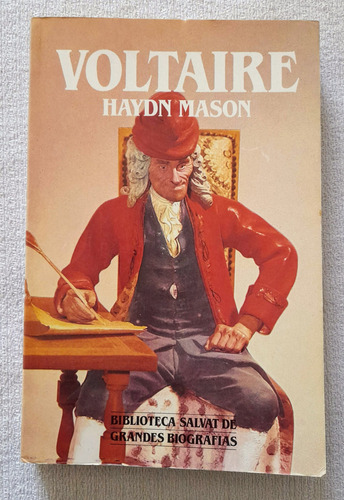 VOLTAIRE
HAYDN MASON
BIBLIOTECA SALVAT DE
GRANDES BIOGRAFIAS